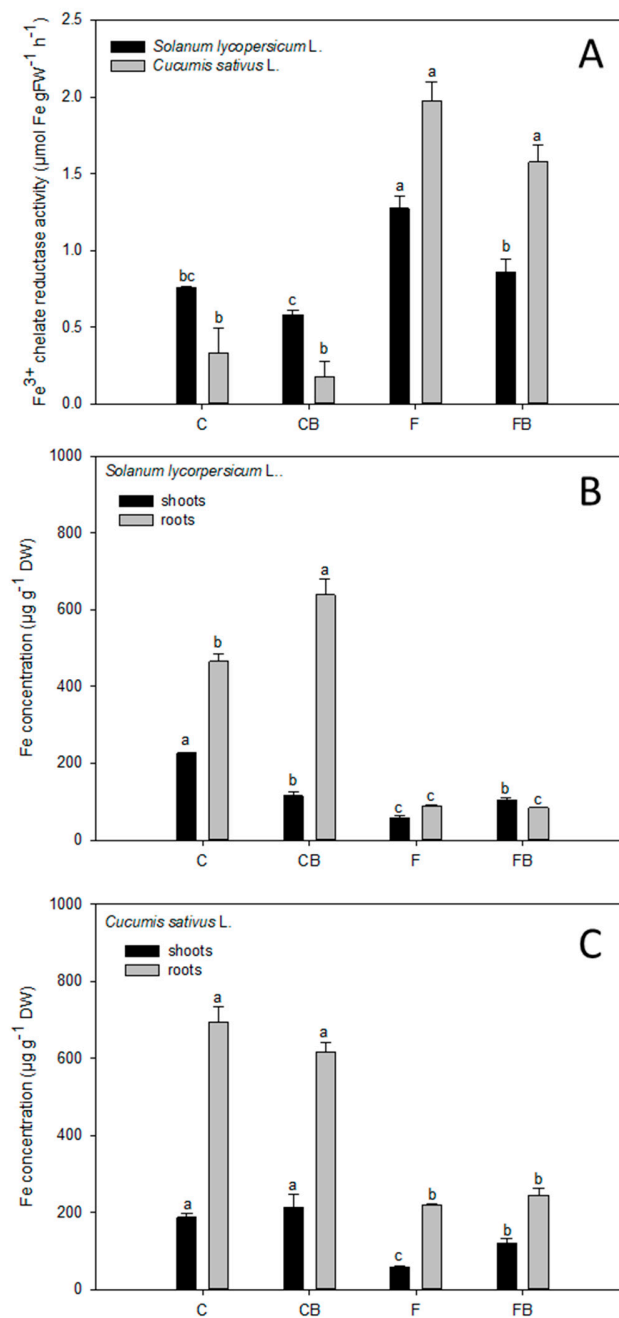 A
Solanum lycopersicum L.
Cucumis sativus L.
Fe3+ chelate reductase activity (µmol Fe gFW-1 h-1)
2.5
2.0
1.5
1.0
0.5
0.0
bc
b
c
b
a
a
b
a
C CB F FB
B
Solanum lycorpersicum L..
shoots
roots
Fe concentration (µg g-1 DW)
1000
800
600
400
200
0
a
b
b
a
c
c
b
c
C CB F FB
C
Cucumis sativus L.
shoots
roots
Fe concentration (µg g-1 DW)
1000
800
600
400
200
0
a
a
a
a
c
b
b
b
C CB F FB